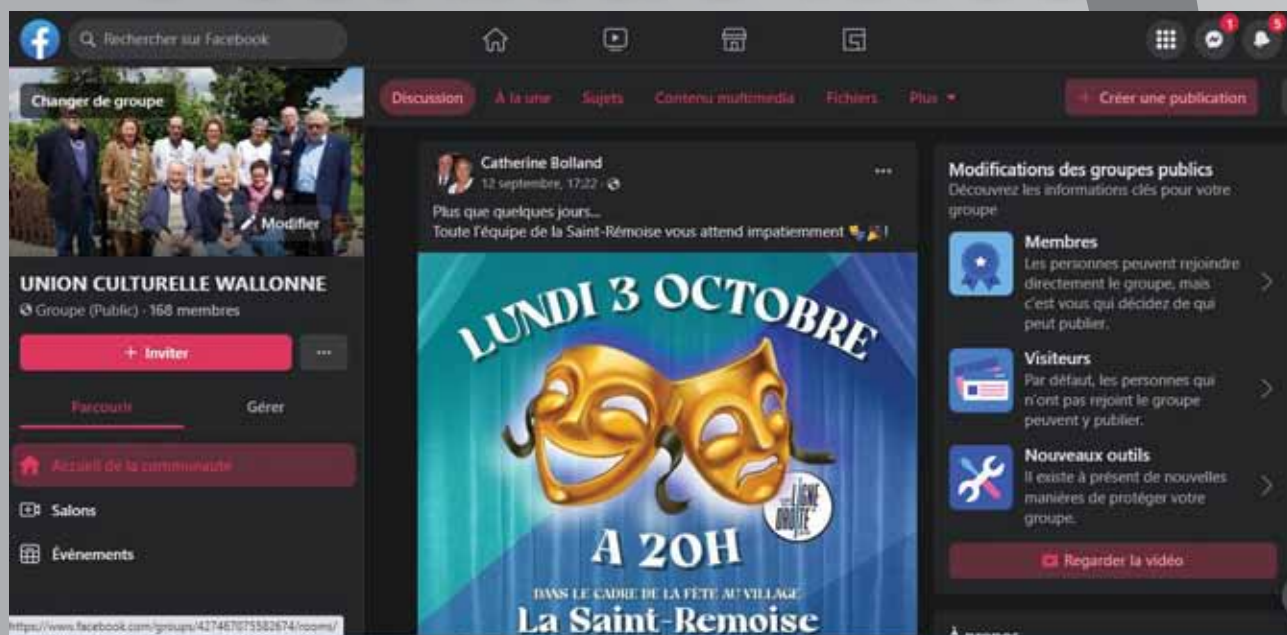 Rechercher sur Facebook
1
5
Changer de groupe
Modifier
UNION CULTURELLE WALLONNE
Groupe (Public) · 168 membres
+ Inviter
...
Parcourir
Gérer
Accueil de la communauté
Salons
Événements
https://www.facebook.com/groups/427467075582674/rooms/
Discussion
À la une
Sujets
Contenu multimedia
Fichiers
Plus
+ Créer une publication
Catherine Bolland
12 septembre, 17:22
...
Plus que quelques jours...
Toute l'équipe de la Saint-Rémoise vous attend impatiemment !
LUNDI 3 OCTOBRE
LIGNE
DROITE
A 20H
DANS LE CADRE DE LA FÊTE AU VILLAGE
La Saint-Remoise
Modifications des groupes publics
Découvrez les informations clés pour votre
groupe
Membres
Les personnes peuvent rejoindre
directement le groupe, mais
c'est vous qui décidez de qui
peut publier.
Visiteurs
Par défaut, les personnes qui
n'ont pas rejoint le groupe
peuvent y publier.
Nouveaux outils
Il existe à présent de nouvelles
manières de protéger votre
groupe.
Regarder la vidéo
À propos